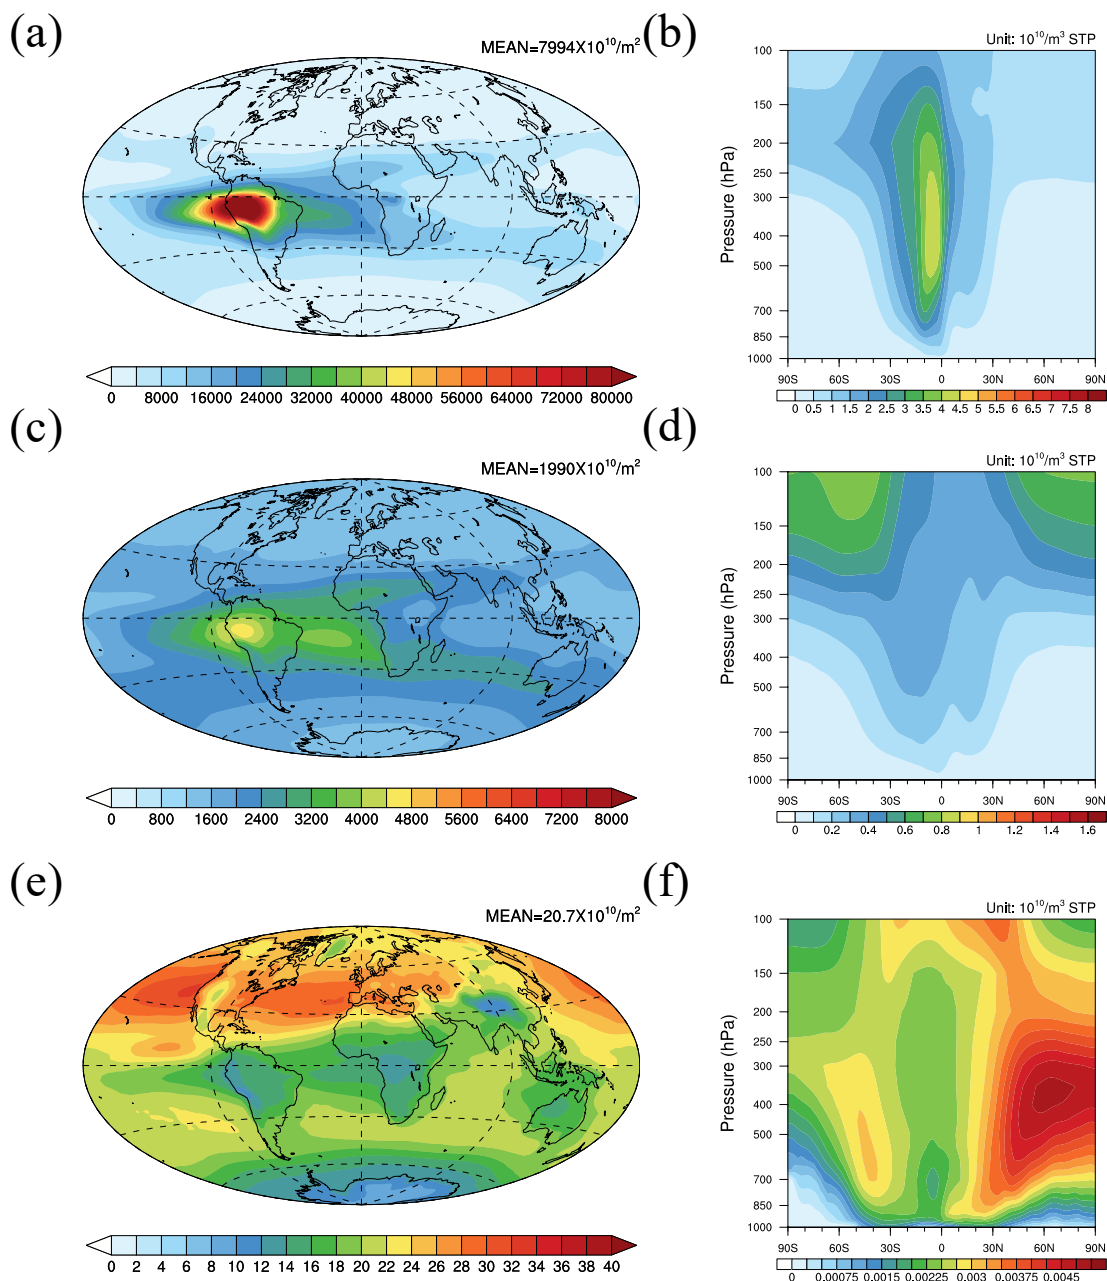 (a)
MEAN=7994X10¹⁰/m²
0 8000 16000 24000 32000 40000 48000 56000 64000 72000 80000
(b)
Unit: 10¹⁰/m³ STP
Pressure (hPa)
100
150
200
250
300
400
500
700
850
1000
90S 60S 30S 0 30N 60N 90N
0 0.5 1 1.5 2 2.5 3 3.5 4 4.5 5 5.5 6 6.5 7 7.5 8
(c)
MEAN=1990X10¹⁰/m²
0 800 1600 2400 3200 4000 4800 5600 6400 7200 8000
(d)
Unit: 10¹⁰/m³ STP
Pressure (hPa)
100
150
200
250
300
400
500
700
850
1000
90S 60S 30S 0 30N 60N 90N
0 0.2 0.4 0.6 0.8 1 1.2 1.4 1.6
(e)
MEAN=20.7X10¹⁰/m²
0 2 4 6 8 10 12 14 16 18 20 22 24 26 28 30 32 34 36 38 40
(f)
Unit: 10¹⁰/m³ STP
Pressure (hPa)
100
150
200
250
300
400
500
700
850
1000
90S 60S 30S 0 30N 60N 90N
0 0.00075 0.0015 0.00225 0.003 0.00375 0.0045